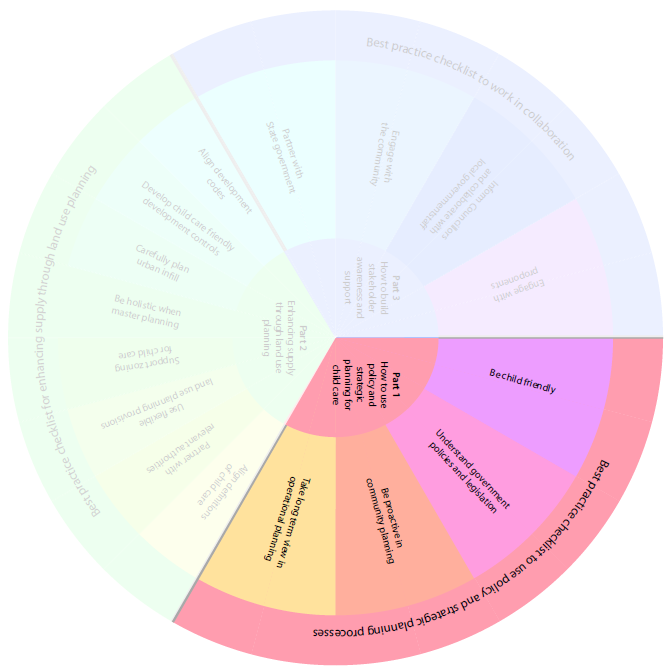 Best practice checklist to work in collaboration
Engage with
the community
Inform Councillors
and collaborate with
local government staff
Engage with
proponents
Partner with
State government
Part 3
How to build
stakeholder
awareness and
support
Best practice checklist for enhancing supply through land use planning
Align development
codes
Develop child care friendly
development controls
Carefully plan
urban infill
Be holistic when
master planning
Support zoning
for child care
Use flexible
land use planning provisions
Partner with
relevant authorities
Align definitions
of child care
Part 2
Enhancing supply
through land use
planning
Part 1
How to use
policy and
strategic
planning for
child care
Be child friendly
Understand government
policies and legislation
Be proactive in
community planning
Take long term view in
operational planning
Best practice checklist to use policy and strategic planning processes